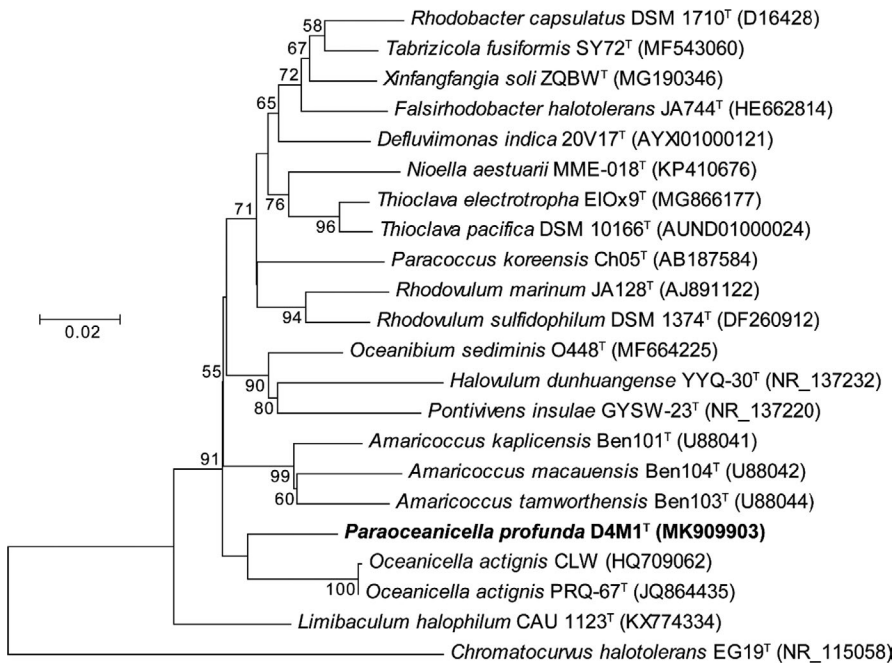 58
Rhodobacter capsulatus DSM 1710ᵀ (D16428)
67
Tabrizicola fusiformis SY72ᵀ (MF543060)
72
Xinfangfangia soli ZQBWᵀ (MG190346)
65
Falsirhodobacter halotolerans JA744ᵀ (HE662814)
Defluviimonas indica 20V17ᵀ (AYXI01000121)
Nioella aestuarii MME-018ᵀ (KP410676)
76
Thioclava electrotropha ElOx9ᵀ (MG866177)
71
96
Thioclava pacifica DSM 10166ᵀ (AUND01000024)
Paracoccus koreensis Ch05ᵀ (AB187584)
Rhodovulum marinum JA128ᵀ (AJ891122)
94
Rhodovulum sulfidophilum DSM 1374ᵀ (DF260912)
0.02
Oceanibium sediminis O448ᵀ (MF664225)
55
90
Halovulum dunhuangense YYQ-30ᵀ (NR_137232)
80
Pontivivens insulae GYSW-23ᵀ (NR_137220)
Amaricoccus kaplicensis Ben101ᵀ (U88041)
91
99
Amaricoccus macauensis Ben104ᵀ (U88042)
60
Amaricoccus tamworthensis Ben103ᵀ (U88044)
Paraoceanicella profunda D4M1ᵀ (MK909903)
Oceanicella actignis CLW (HQ709062)
100
Oceanicella actignis PRQ-67ᵀ (JQ864435)
Limibaculum halophilum CAU 1123ᵀ (KX774334)
Chromatocurvus halotolerans EG19ᵀ (NR_115058)